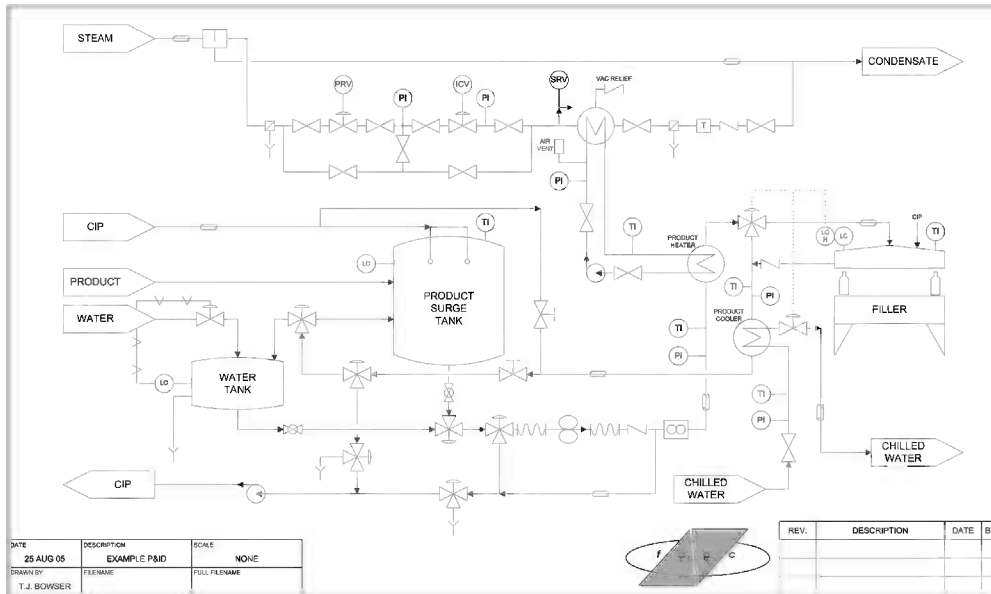 STEAM
CONDENSATE
PRV
PI
ICV
PI
SRV
VAC RELIEF
T
AIR
VENT
PI
CIP
TI
TI
PRODUCT
HEATER
LC
H
LC
CIP
TI
LC
PRODUCT
PRODUCT
SURGE
TANK
TI
PI
FILLER
WATER
TI
PRODUCT
COOLER
PI
WATER
TANK
LC
TI
PI
CHILLED
WATER
CIP
CHILLED
WATER
DATE
25 AUG 05
DESCRIPTION
EXAMPLE P&ID
SCALE
NONE
DRAWN BY
T.J. BOWSER
FILENAME
FULL FILENAME
REV.
DESCRIPTION
DATE